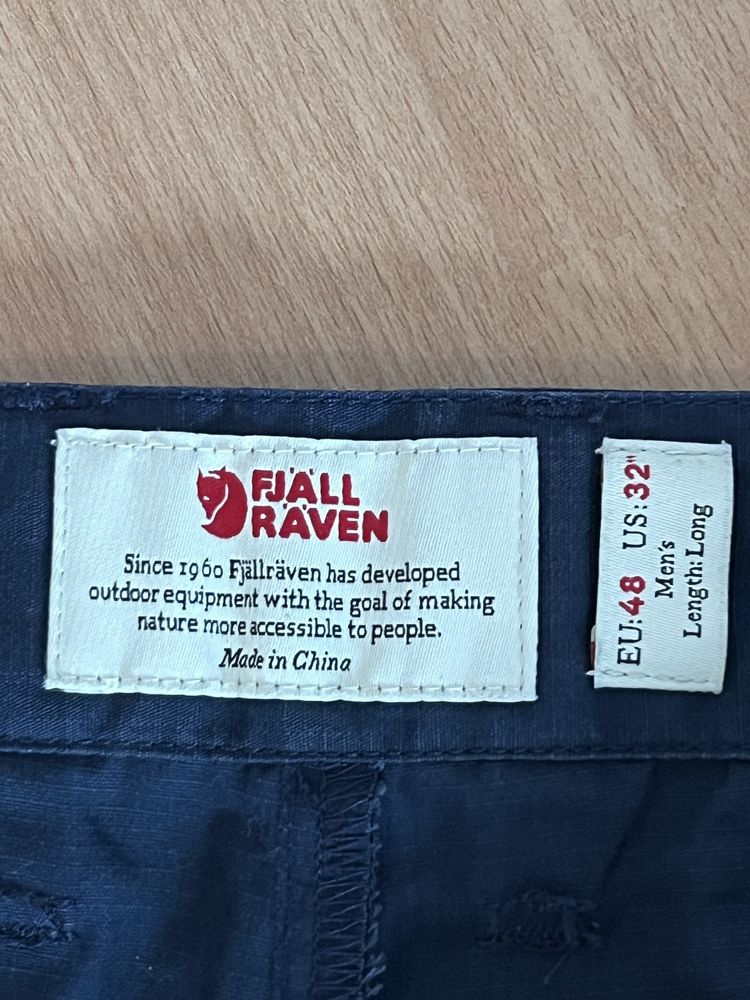 FJÄLL
RÄVEN
Since 1960 Fjällräven has developed
outdoor equipment with the goal of making
nature more accessible to people.
Made in China
EU:48 US:32"
Men's
Length: Long